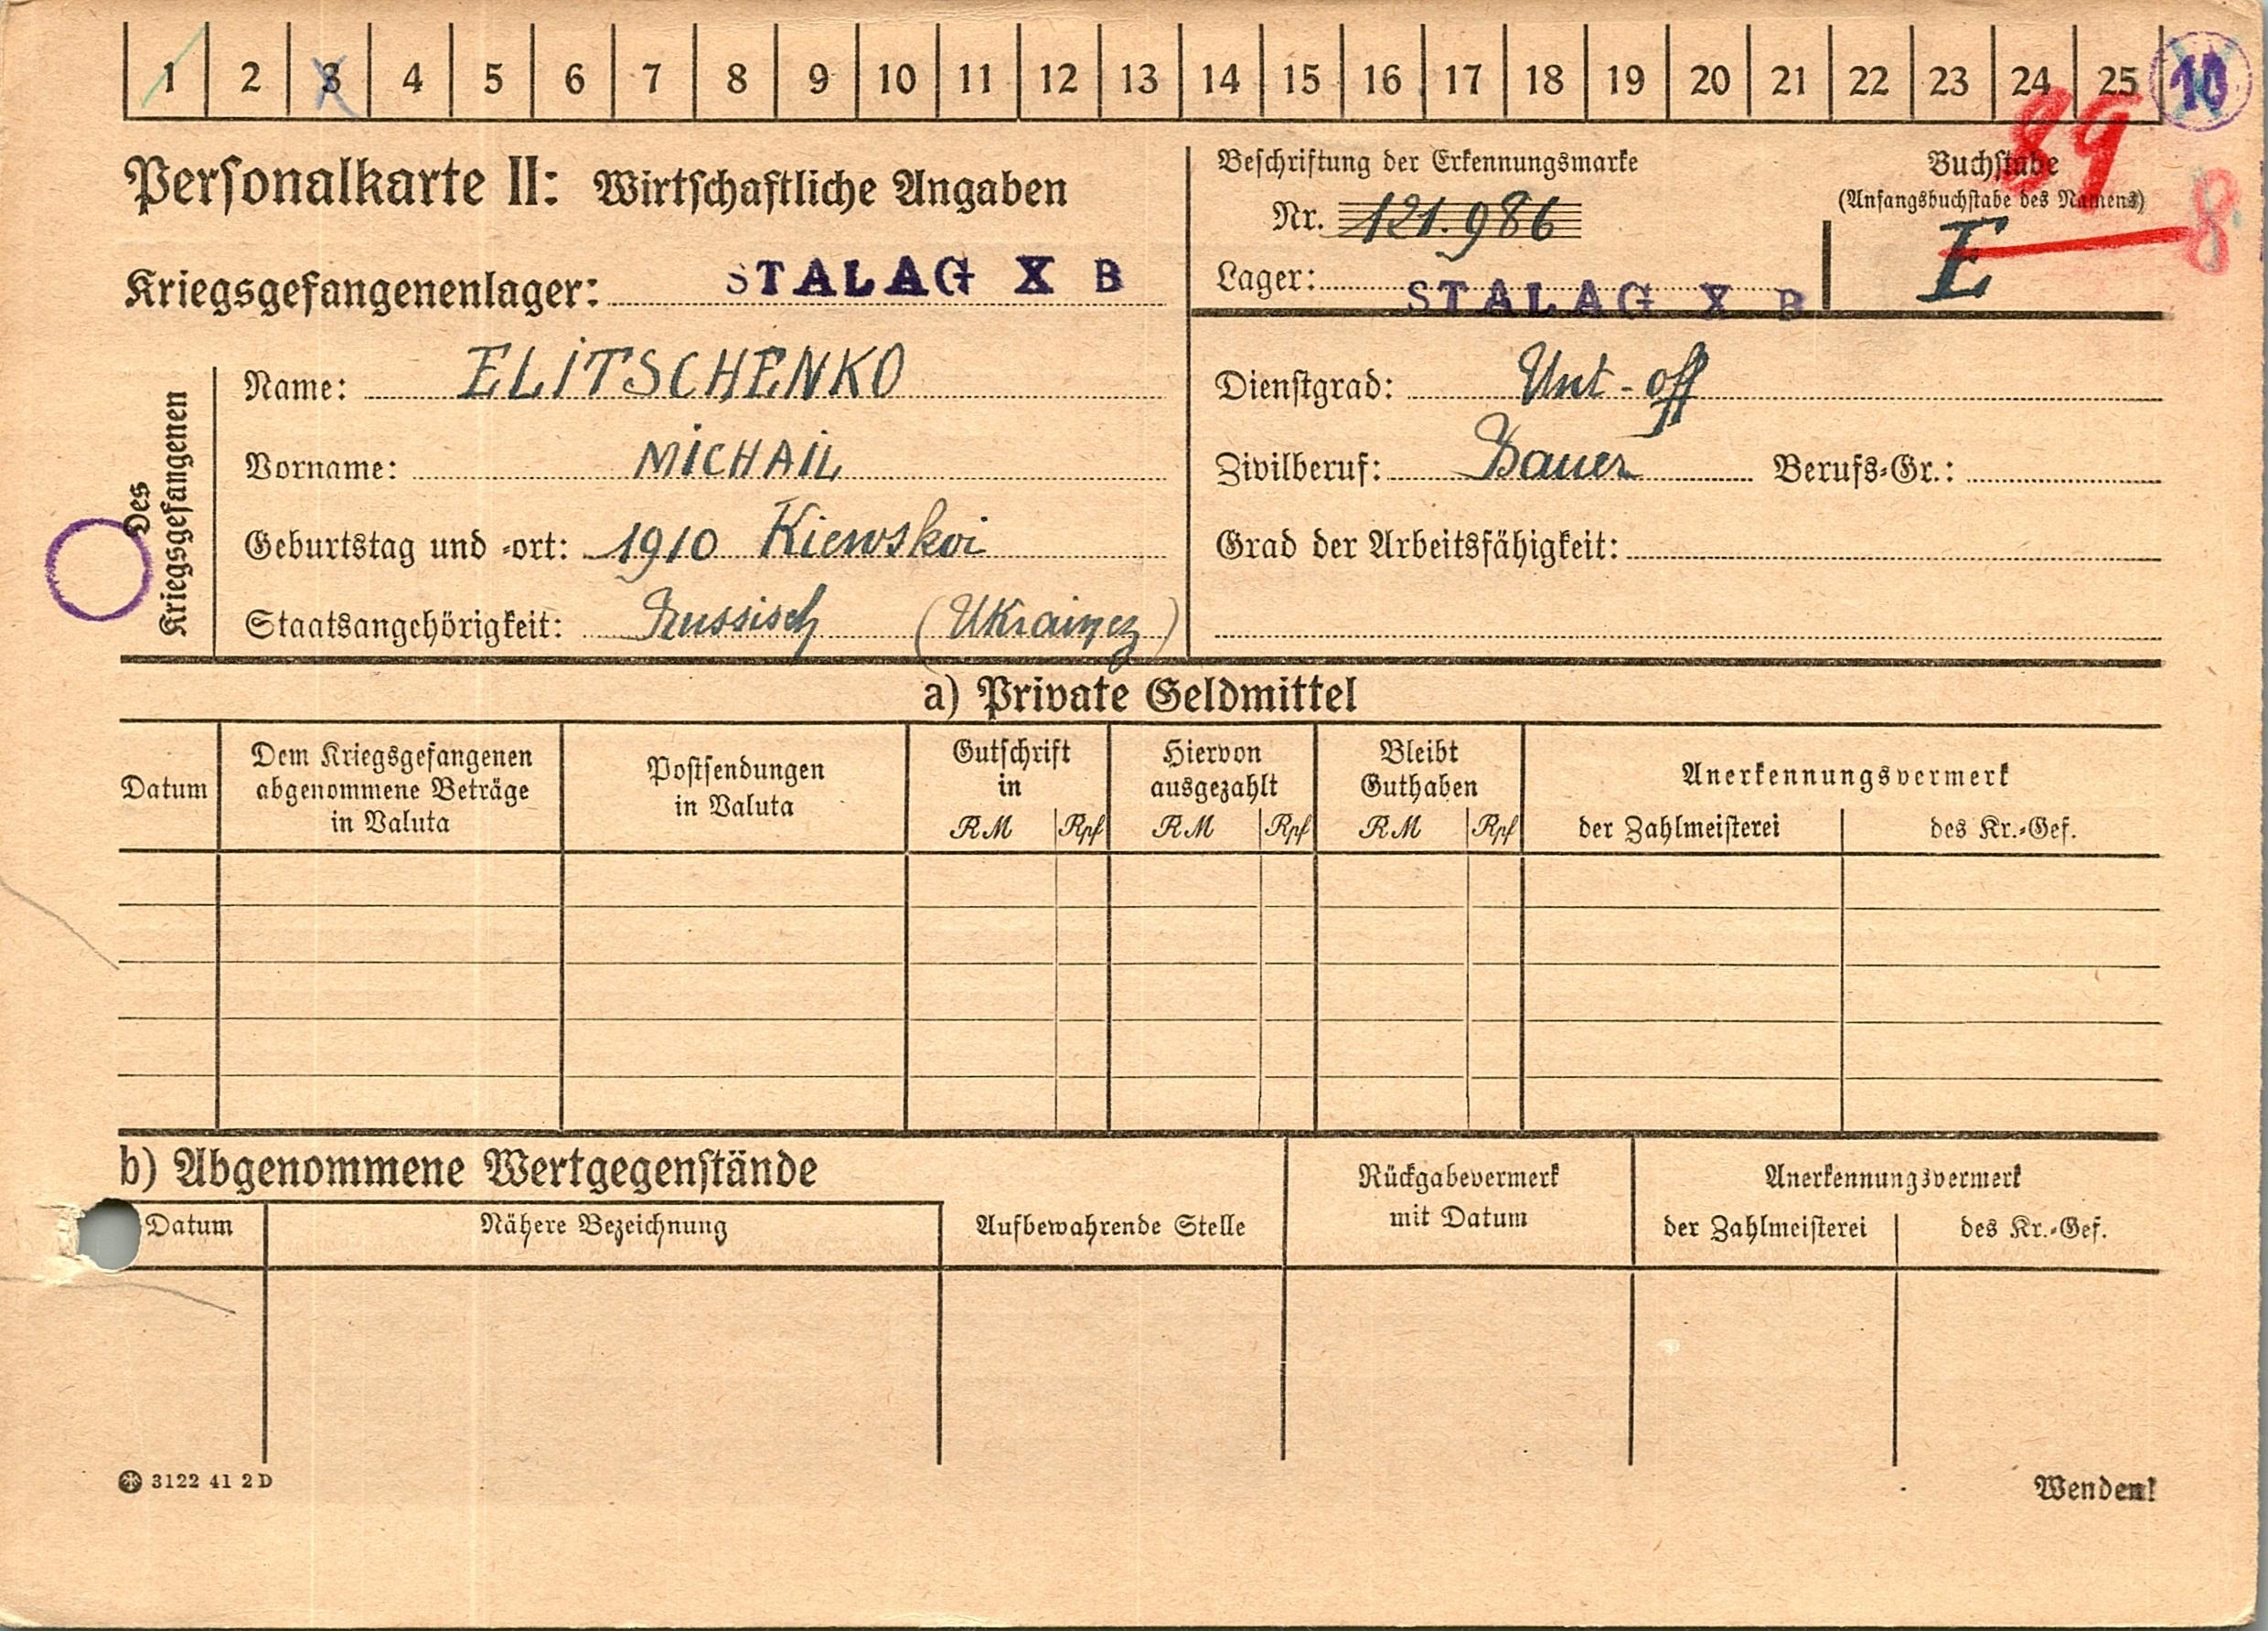 1 2 3 4 5 6 7 8 9 10 11 12 13 14 15 16 17 18 19 20 21 22 23 24 25 10
89
8
Personalkarte II: Wirtschaftliche Angaben
Kriegsgefangenenlager: STALAG X B
Beschriftung der Erkennungsmarke
Nr. 121.986
Lager: STALAG X B
Buchstabe
(Anfangsbuchstabe des Namens)
E
Des Kriegsgefangenen
Name: ELITSCHENKO
Vorname: MICHAIL
Geburtstag und -ort: 1910 Kiewskoi
Staatsangehörigkeit: Russisch (Ukrainez)
Dienstgrad: Unt-off
Zivilberuf: Bauer Berufs-Gr.:
Grad der Arbeitsfähigkeit:
a) Private Geldmittel
Datum
Dem Kriegsgefangenen
abgenommene Beträge
in Valuta
Postsendungen
in Valuta
Gutschrift
in
RM Rpf
Hiervon
ausgezahlt
RM Rpf
Bleibt
Guthaben
RM Rpf
Anerkennungsvermerk
der Zahlmeisterei des Kr.-Gef.
b) Abgenommene Wertgegenstände
Datum Nähere Bezeichnung
Aufbewahrende Stelle
Rückgabevermerk
mit Datum
Anerkennungsvermerk
der Zahlmeisterei des Kr.-Gef.
3122 41 2 D
Wenden!